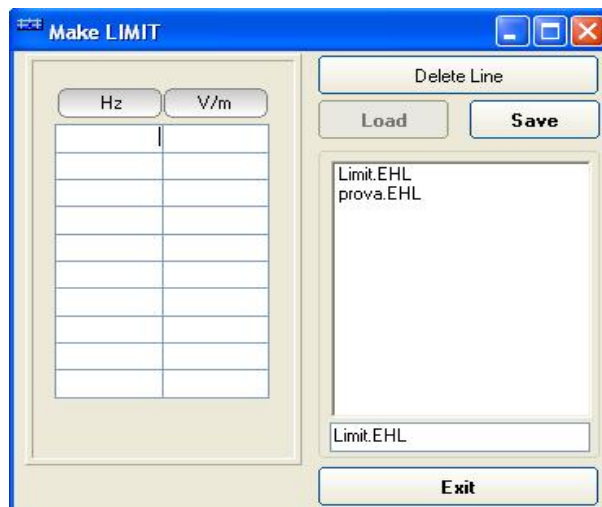 Make LIMIT
Hz V/m
Delete Line
Load Save
Limit.EHL
prova.EHL
Limit.EHL
Exit